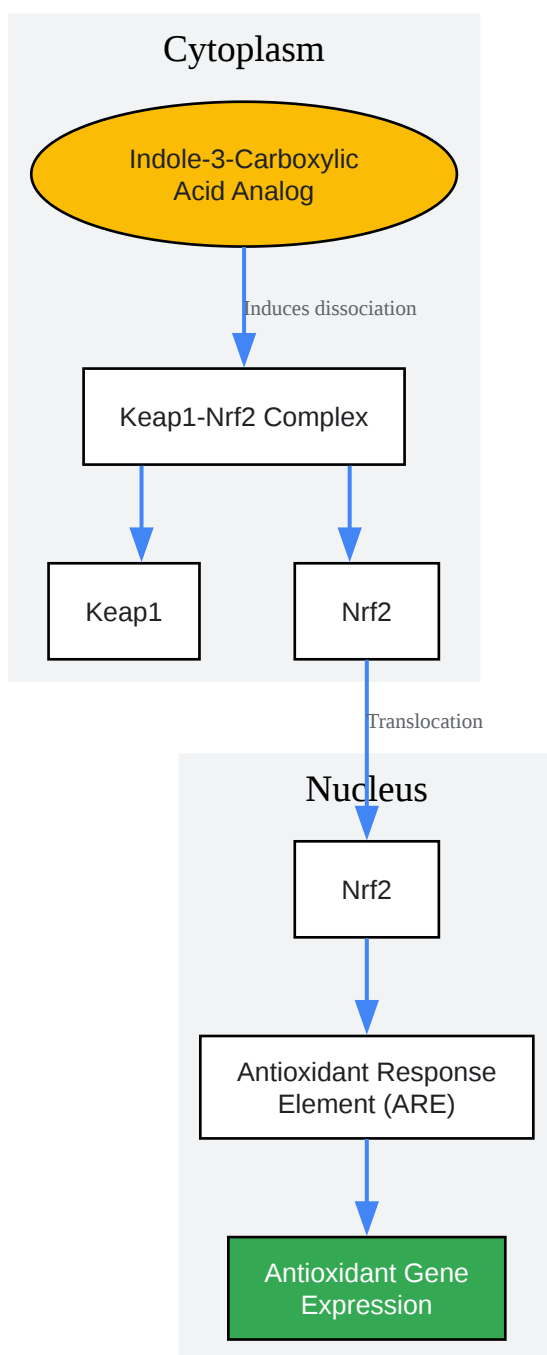 Cytoplasm
Indole-3-Carboxylic
Acid Analog
Induces dissociation
Keap1-Nrf2 Complex
Keap1
Nrf2
Translocation
Nucleus
Nrf2
Antioxidant Response
Element (ARE)
Antioxidant Gene
Expression